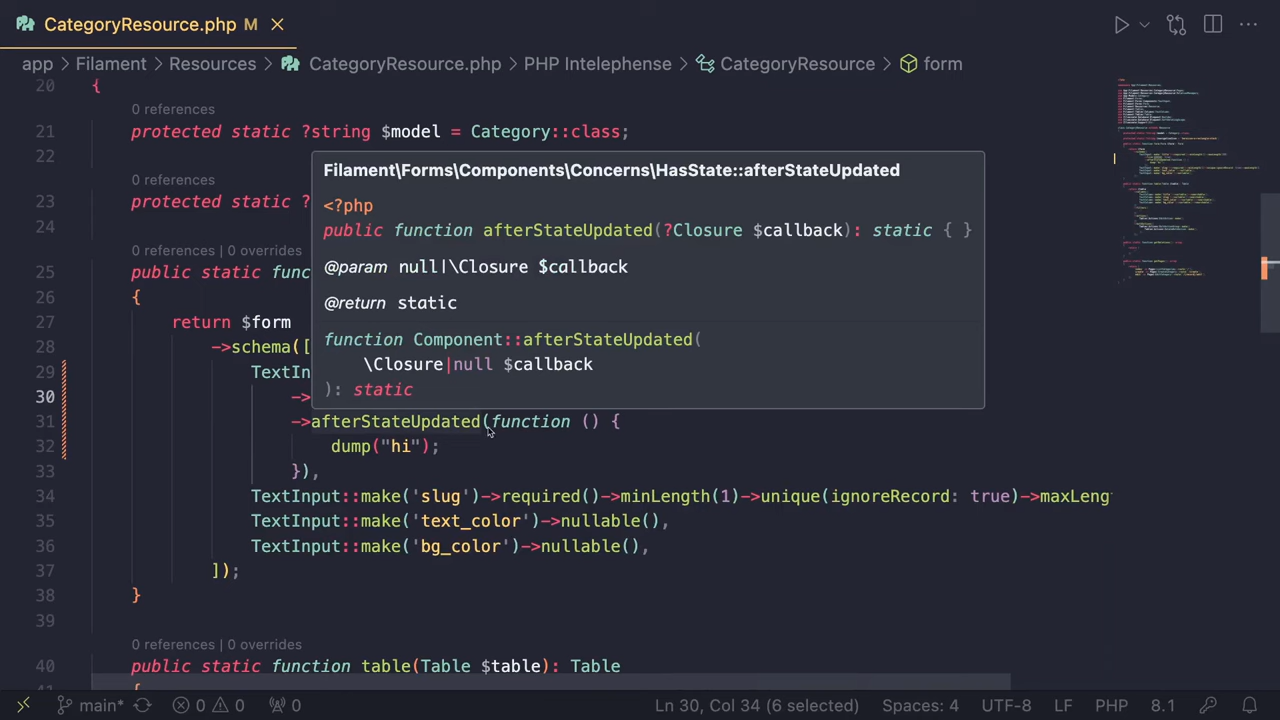 CategoryResource.php M
app > Filament > Resources > CategoryResource.php > PHP Intelephense > CategoryResource > form
20 {
0 references
21 protected static ?string $model = Category::class;
22
0 references
23 protected static ?
24
0 references | 0 overrides
25 public static func
26 {
27 return $form
28 ->schema([
29 TextIn
30 ->
31 ->afterStateUpdated(function () {
32 dump("hi");
33 }),
34 TextInput::make('slug')->required()->minLength(1)->unique(ignoreRecord: true)->maxLeng
35 TextInput::make('text_color')->nullable(),
36 TextInput::make('bg_color')->nullable(),
37 ]);
38 }
39
0 references | 0 overrides
40 public static function table(Table $table): Table
41 {
Filament\Forms\Components\Concerns\HasState::afterStateUpdated
<?php
public function afterStateUpdated(?Closure $callback): static { }
@param null|\Closure $callback
@return static
function Component::afterStateUpdated(
\Closure|null $callback
): static
main* 0 0 0 Ln 30, Col 34 (6 selected) Spaces: 4 UTF-8 LF PHP 8.1